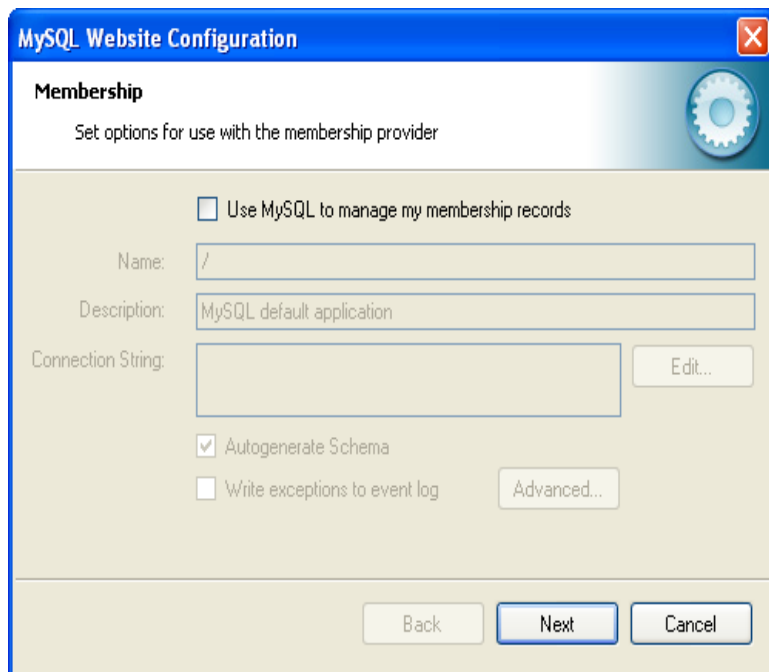 MySQL Website Configuration
Membership
Set options for use with the membership provider
Use MySQL to manage my membership records
Name: /
Description: MySQL default application
Connection String: Edit...
Autogenerate Schema
Write exceptions to event log Advanced...
Back Next Cancel